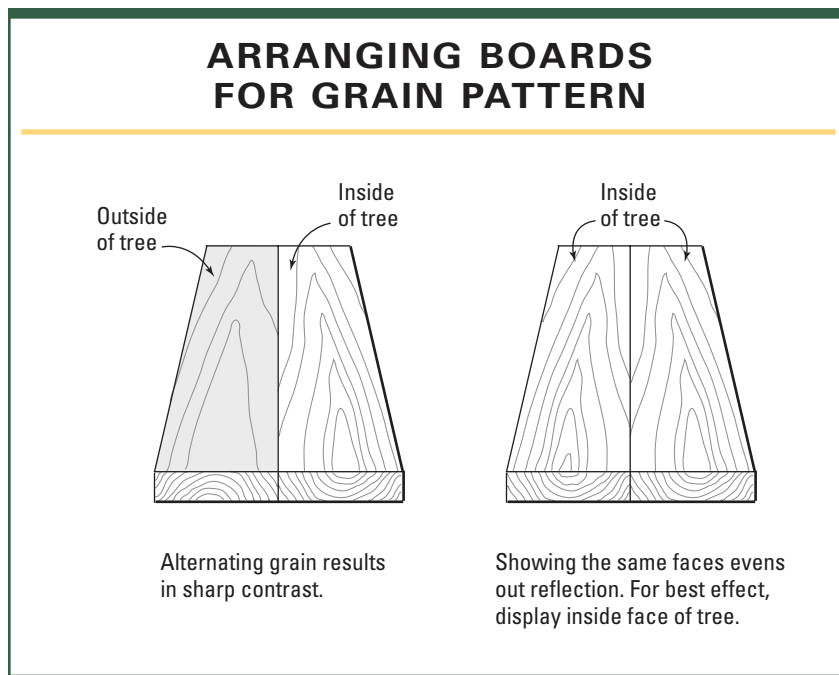 ARRANGING BOARDS
FOR GRAIN PATTERN
Outside
of tree
Inside
of tree
Inside
of tree
Alternating grain results
in sharp contrast.
Showing the same faces evens
out reflection. For best effect,
display inside face of tree.